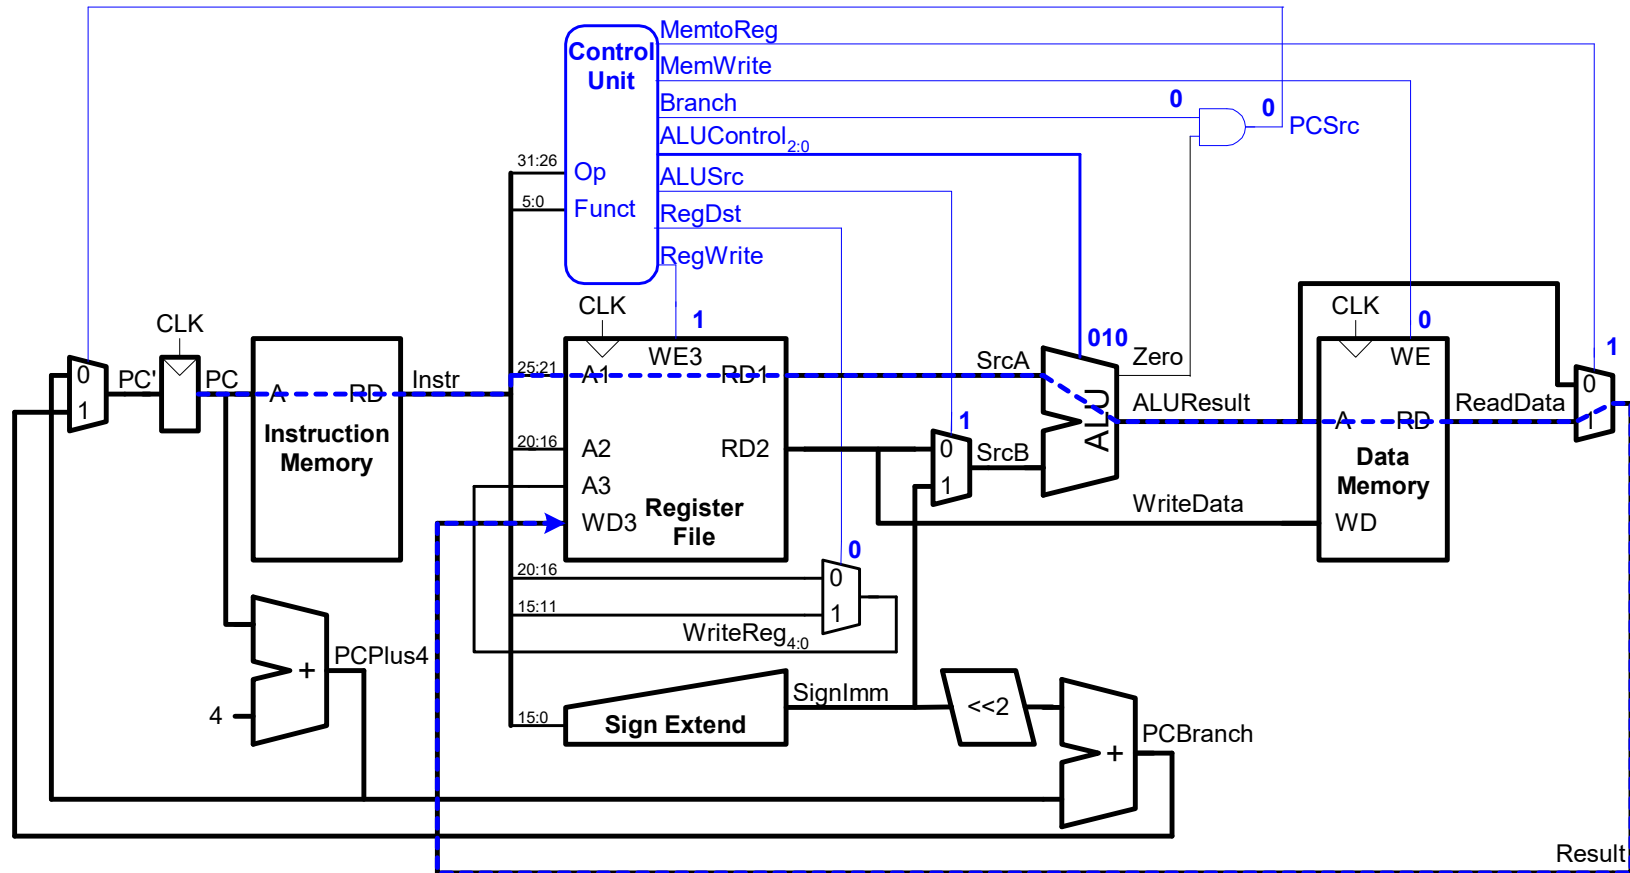 MemtoReg
Control Unit
MemWrite
Branch
0
0
PCSrc
ALUControl2:0
31:26
Op
ALUSrc
5:0
Funct
RegDst
RegWrite
CLK
CLK
CLK
1
0
010
1
WE3
WE
0
1
PC'
PC
A
RD
Instr
25:21
A1
RD1
SrcA
Zero
ALU
ALUResult
A
RD
ReadData
0
1
Instruction
Memory
20:16
A2
RD2
1
0
1
SrcB
Data
Memory
A3
WD3
Register
File
WriteData
WD
0
20:16
0
15:11
1
WriteReg4:0
PCPlus4
+
4
15:0
Sign Extend
SignImm
<<2
+
PCBranch
Result